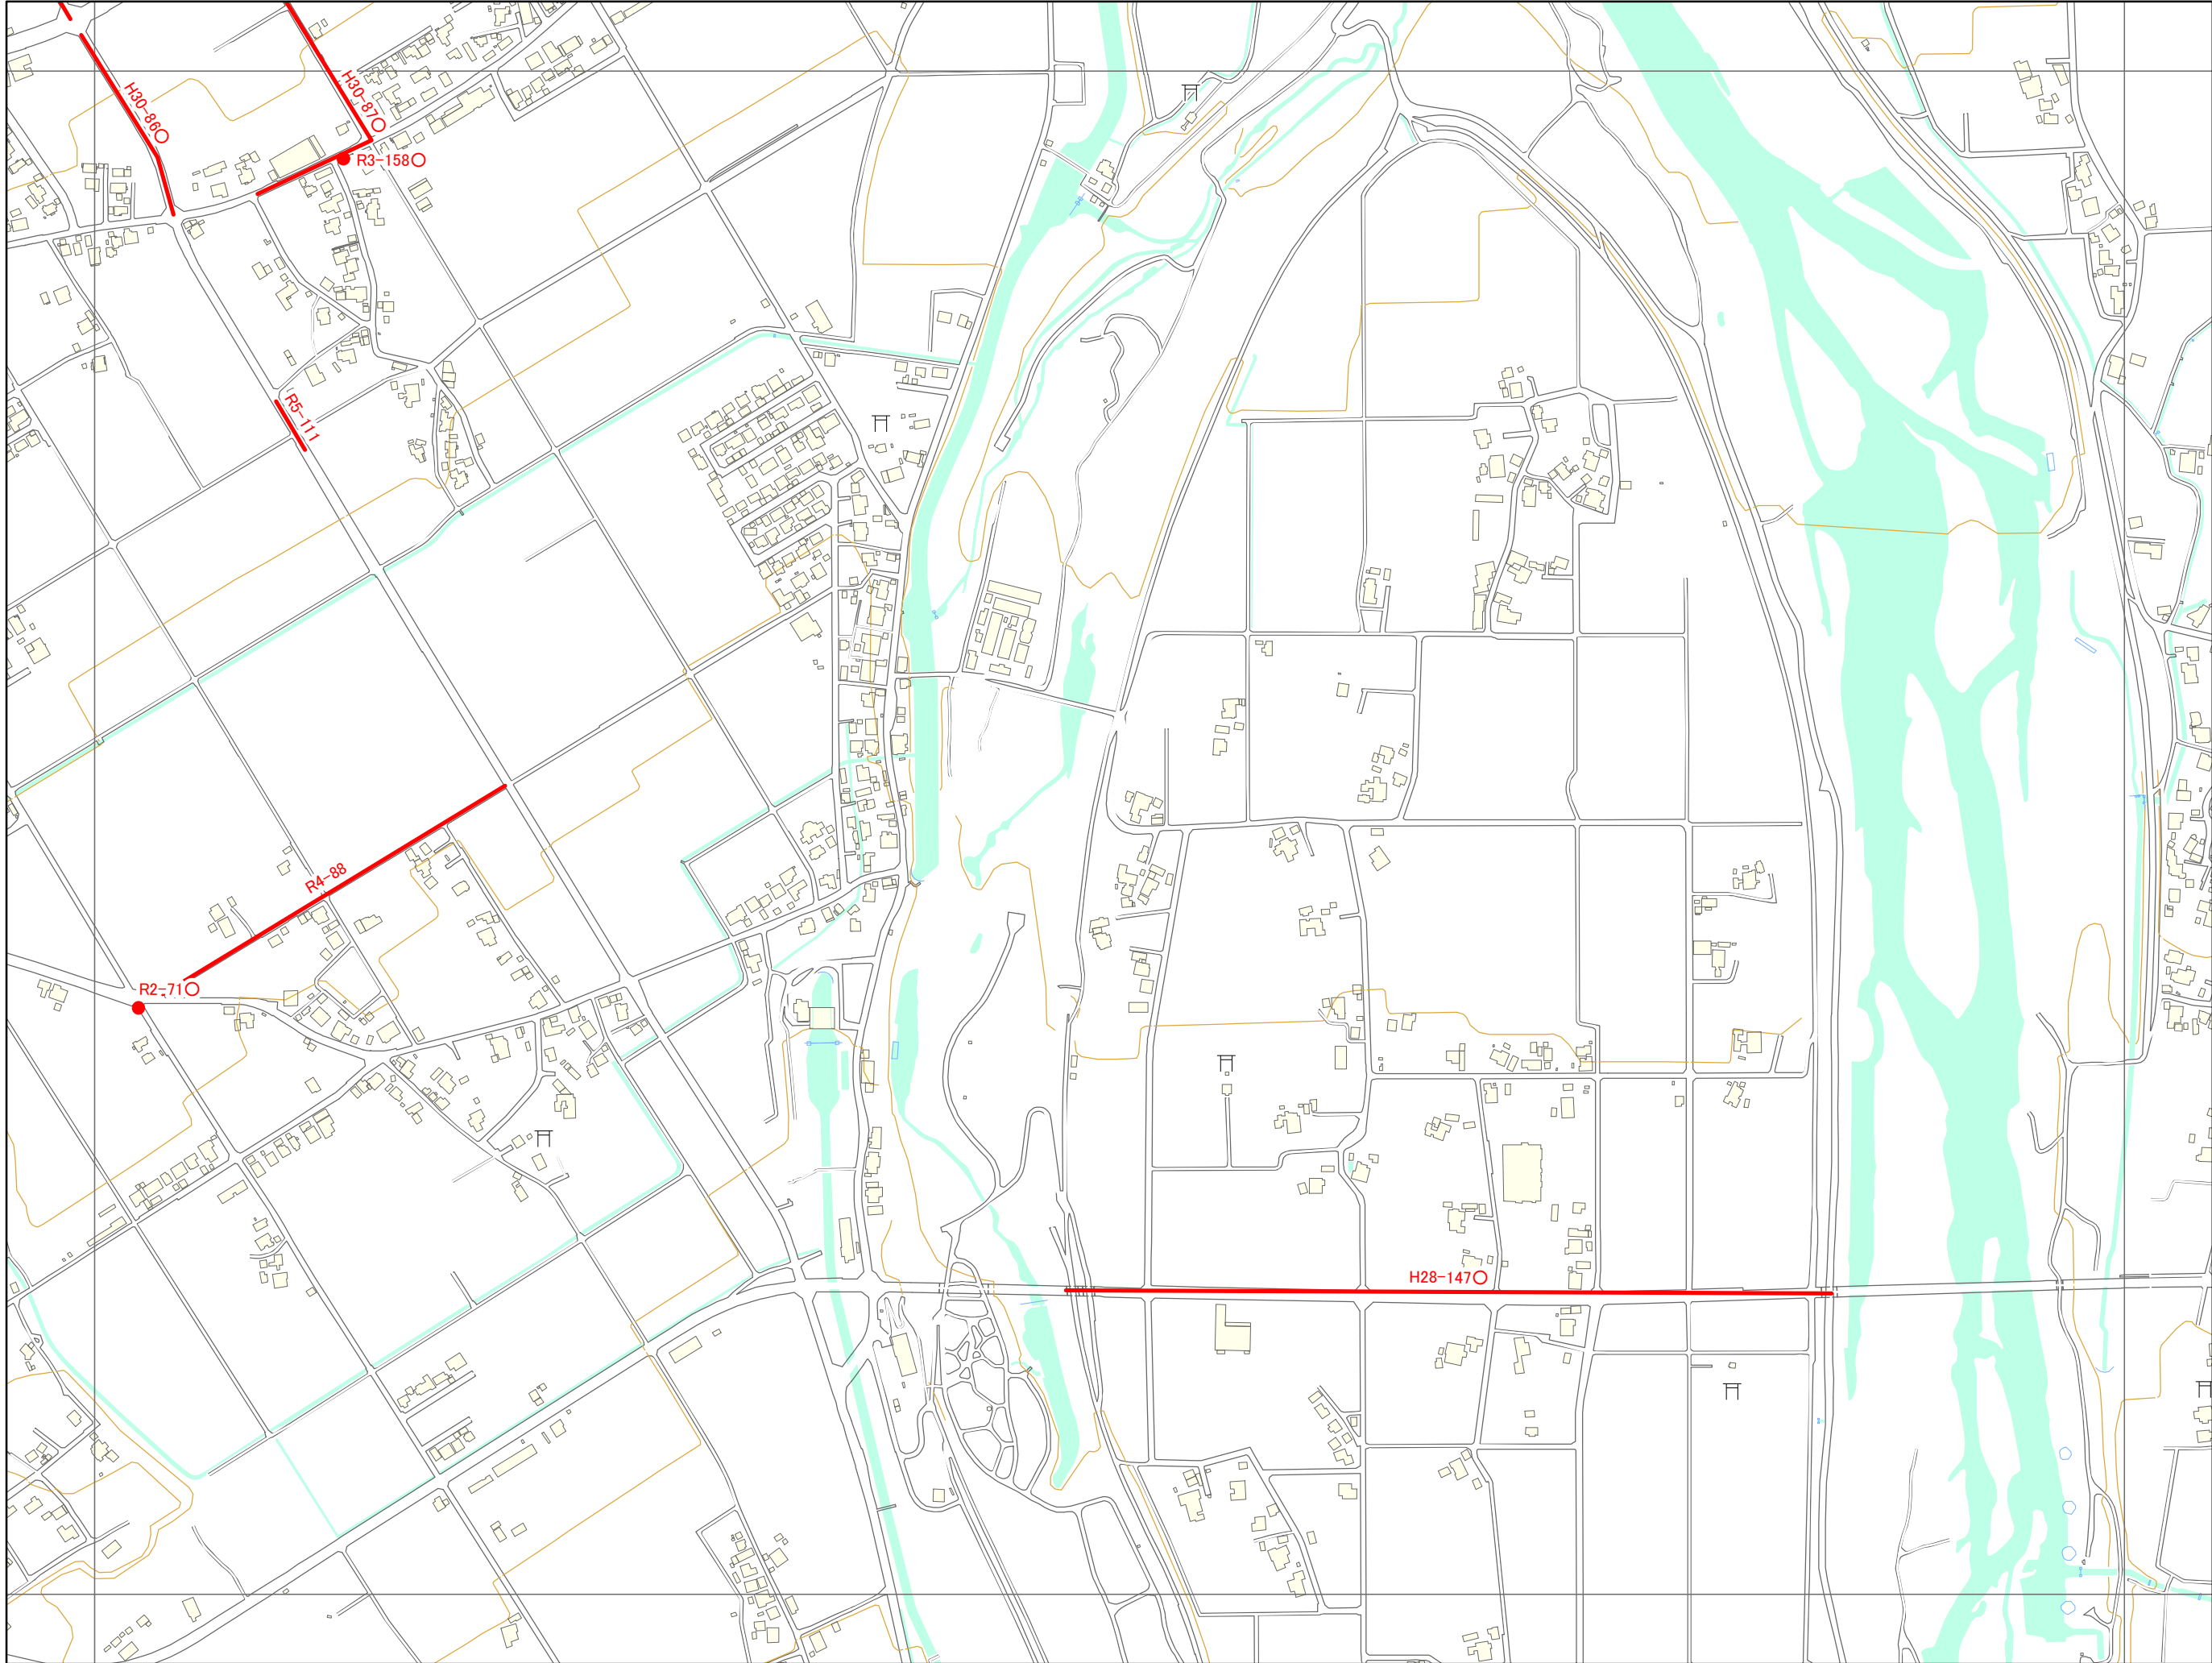 H30-86○
H30-87○
R3-158○
R5-111
R4-88
R2-71○
H28-147○